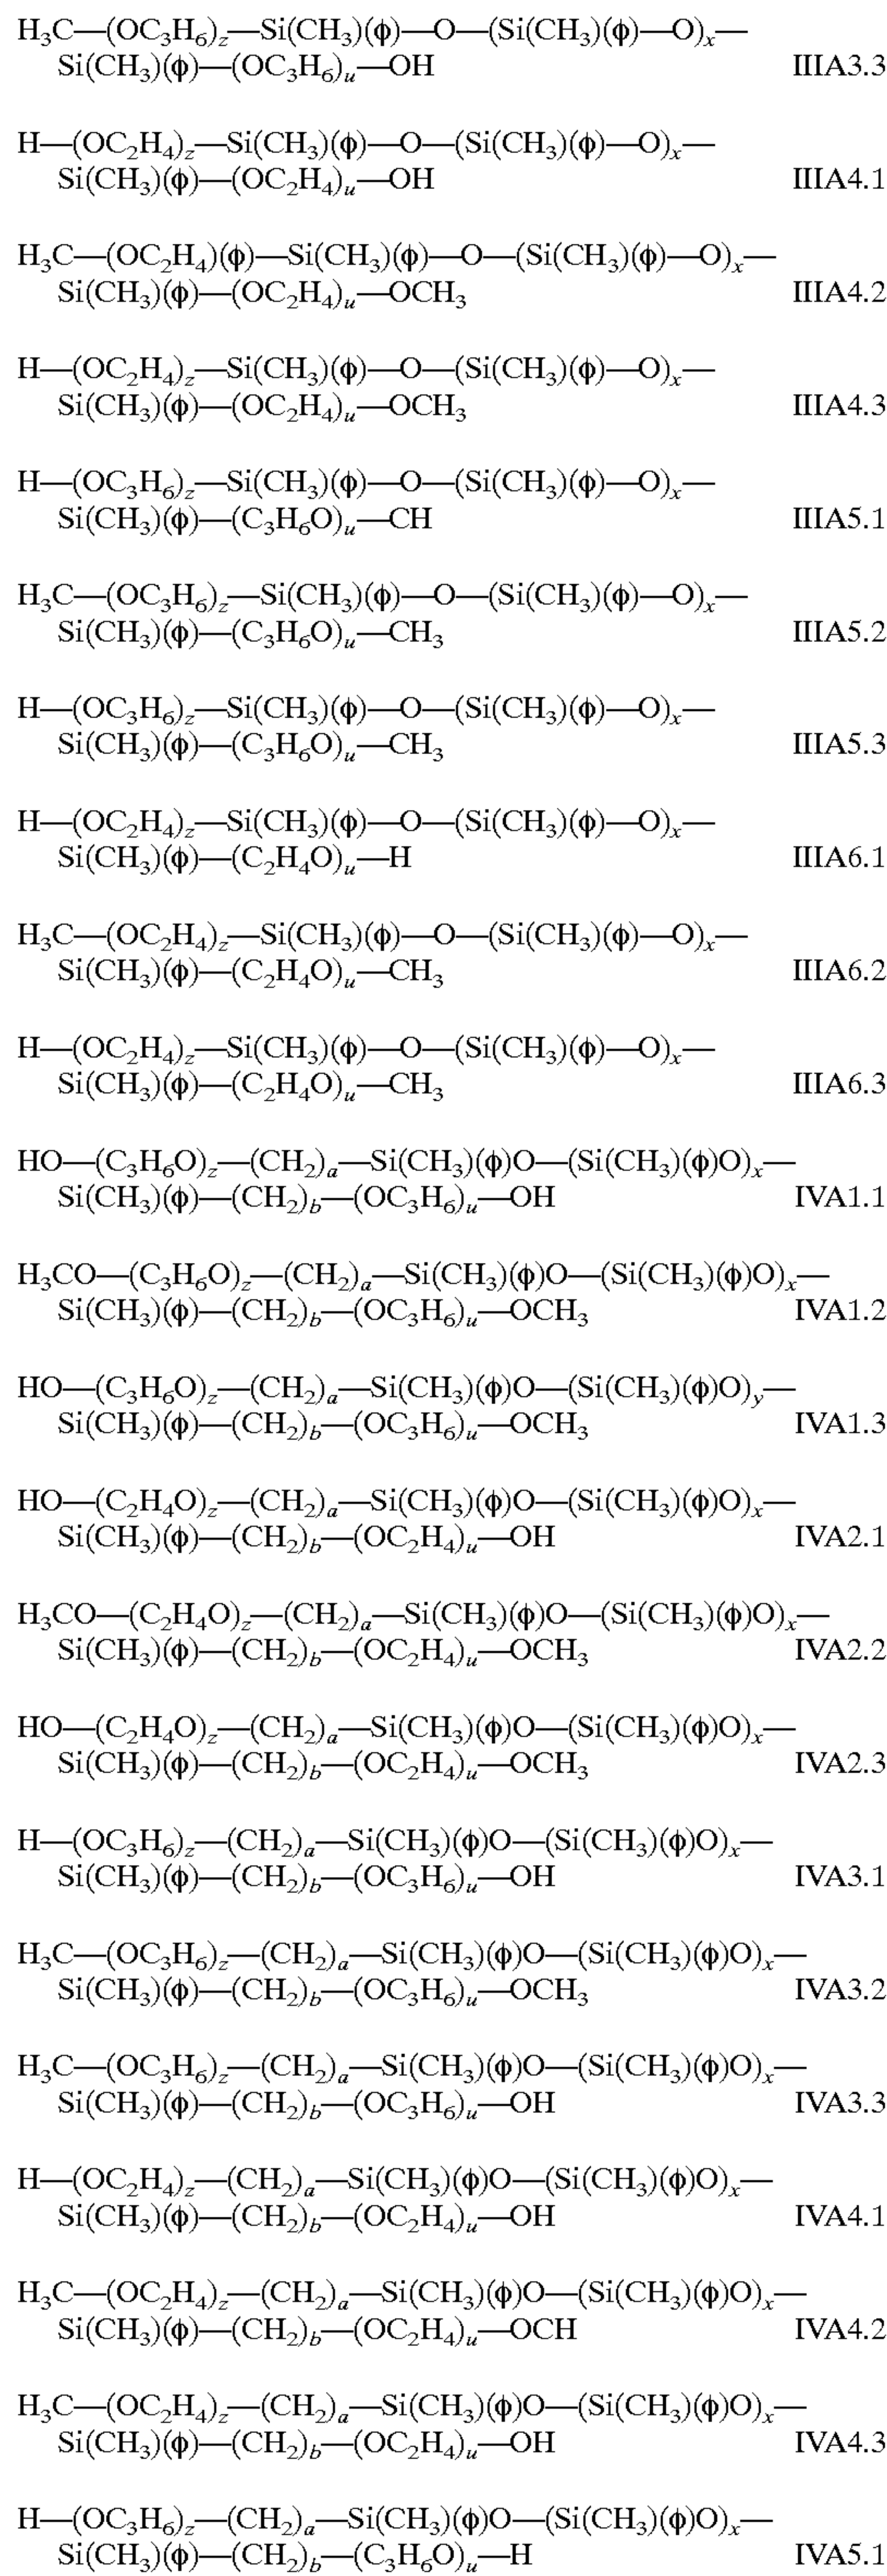 H₃C—(OC₃H₆)z—Si(CH₃)(ϕ)—O—(Si(CH₃)(ϕ)—O)x—
Si(CH₃)(ϕ)—(OC₃H₆)u—OH IIIA3.3
H—(OC₂H₄)z—Si(CH₃)(ϕ)—O—(Si(CH₃)(ϕ)—O)x—
Si(CH₃)(ϕ)—(OC₂H₄)u—OH IIIA4.1
H₃C—(OC₂H₄)(ϕ)—Si(CH₃)(ϕ)—O—(Si(CH₃)(ϕ)—O)x—
Si(CH₃)(ϕ)—(OC₂H₄)u—OCH₃ IIIA4.2
H—(OC₂H₄)z—Si(CH₃)(ϕ)—O—(Si(CH₃)(ϕ)—O)x—
Si(CH₃)(ϕ)—(OC₂H₄)u—OCH₃ IIIA4.3
H—(OC₃H₆)z—Si(CH₃)(ϕ)—O—(Si(CH₃)(ϕ)—O)x—
Si(CH₃)(ϕ)—(C₃H₆O)u—CH IIIA5.1
H₃C—(OC₃H₆)z—Si(CH₃)(ϕ)—O—(Si(CH₃)(ϕ)—O)x—
Si(CH₃)(ϕ)—(C₃H₆O)u—CH₃ IIIA5.2
H—(OC₃H₆)z—Si(CH₃)(ϕ)—O—(Si(CH₃)(ϕ)—O)x—
Si(CH₃)(ϕ)—(C₃H₆O)u—CH₃ IIIA5.3
H—(OC₂H₄)z—Si(CH₃)(ϕ)—O—(Si(CH₃)(ϕ)—O)x—
Si(CH₃)(ϕ)—(C₂H₄O)u—H IIIA6.1
H₃C—(OC₂H₄)z—Si(CH₃)(ϕ)—O—(Si(CH₃)(ϕ)—O)x—
Si(CH₃)(ϕ)—(C₂H₄O)u—CH₃ IIIA6.2
H—(OC₂H₄)z—Si(CH₃)(ϕ)—O—(Si(CH₃)(ϕ)—O)x—
Si(CH₃)(ϕ)—(C₂H₄O)u—CH₃ IIIA6.3
HO—(C₃H₆O)z—(CH₂)a—Si(CH₃)(ϕ)O—(Si(CH₃)(ϕ)O)x—
Si(CH₃)(ϕ)—(CH₂)b—(OC₃H₆)u—OH IVA1.1
H₃CO—(C₃H₆O)z—(CH₂)a—Si(CH₃)(ϕ)O—(Si(CH₃)(ϕ)O)x—
Si(CH₃)(ϕ)—(CH₂)b—(OC₃H₆)u—OCH₃ IVA1.2
HO—(C₃H₆O)z—(CH₂)a—Si(CH₃)(ϕ)O—(Si(CH₃)(ϕ)O)y—
Si(CH₃)(ϕ)—(CH₂)b—(OC₃H₆)u—OCH₃ IVA1.3
HO—(C₂H₄O)z—(CH₂)a—Si(CH₃)(ϕ)O—(Si(CH₃)(ϕ)O)x—
Si(CH₃)(ϕ)—(CH₂)b—(OC₂H₄)u—OH IVA2.1
H₃CO—(C₂H₄O)z—(CH₂)a—Si(CH₃)(ϕ)O—(Si(CH₃)(ϕ)O)x—
Si(CH₃)(ϕ)—(CH₂)b—(OC₂H₄)u—OCH₃ IVA2.2
HO—(C₂H₄O)z—(CH₂)a—Si(CH₃)(ϕ)O—(Si(CH₃)(ϕ)O)x—
Si(CH₃)(ϕ)—(CH₂)b—(OC₂H₄)u—OCH₃ IVA2.3
H—(OC₃H₆)z—(CH₂)a—Si(CH₃)(ϕ)O—(Si(CH₃)(ϕ)O)x—
Si(CH₃)(ϕ)—(CH₂)b—(OC₃H₆)u—OH IVA3.1
H₃C—(OC₃H₆)z—(CH₂)a—Si(CH₃)(ϕ)O—(Si(CH₃)(ϕ)O)x—
Si(CH₃)(ϕ)—(CH₂)b—(OC₃H₆)u—OCH₃ IVA3.2
H₃C—(OC₃H₆)z—(CH₂)a—Si(CH₃)(ϕ)O—(Si(CH₃)(ϕ)O)x—
Si(CH₃)(ϕ)—(CH₂)b—(OC₃H₆)u—OH IVA3.3
H—(OC₂H₄)z—(CH₂)a—Si(CH₃)(ϕ)O—(Si(CH₃)(ϕ)O)x—
Si(CH₃)(ϕ)—(CH₂)b—(OC₂H₄)u—OH IVA4.1
H₃C—(OC₂H₄)z—(CH₂)a—Si(CH₃)(ϕ)O—(Si(CH₃)(ϕ)O)x—
Si(CH₃)(ϕ)—(CH₂)b—(OC₂H₄)u—OCH IVA4.2
H₃C—(OC₂H₄)z—(CH₂)a—Si(CH₃)(ϕ)O—(Si(CH₃)(ϕ)O)x—
Si(CH₃)(ϕ)—(CH₂)b—(OC₂H₄)u—OH IVA4.3
H—(OC₃H₆)z—(CH₂)a—Si(CH₃)(ϕ)O—(Si(CH₃)(ϕ)O)x—
Si(CH₃)(ϕ)—(CH₂)b—(C₃H₆O)u—H IVA5.1